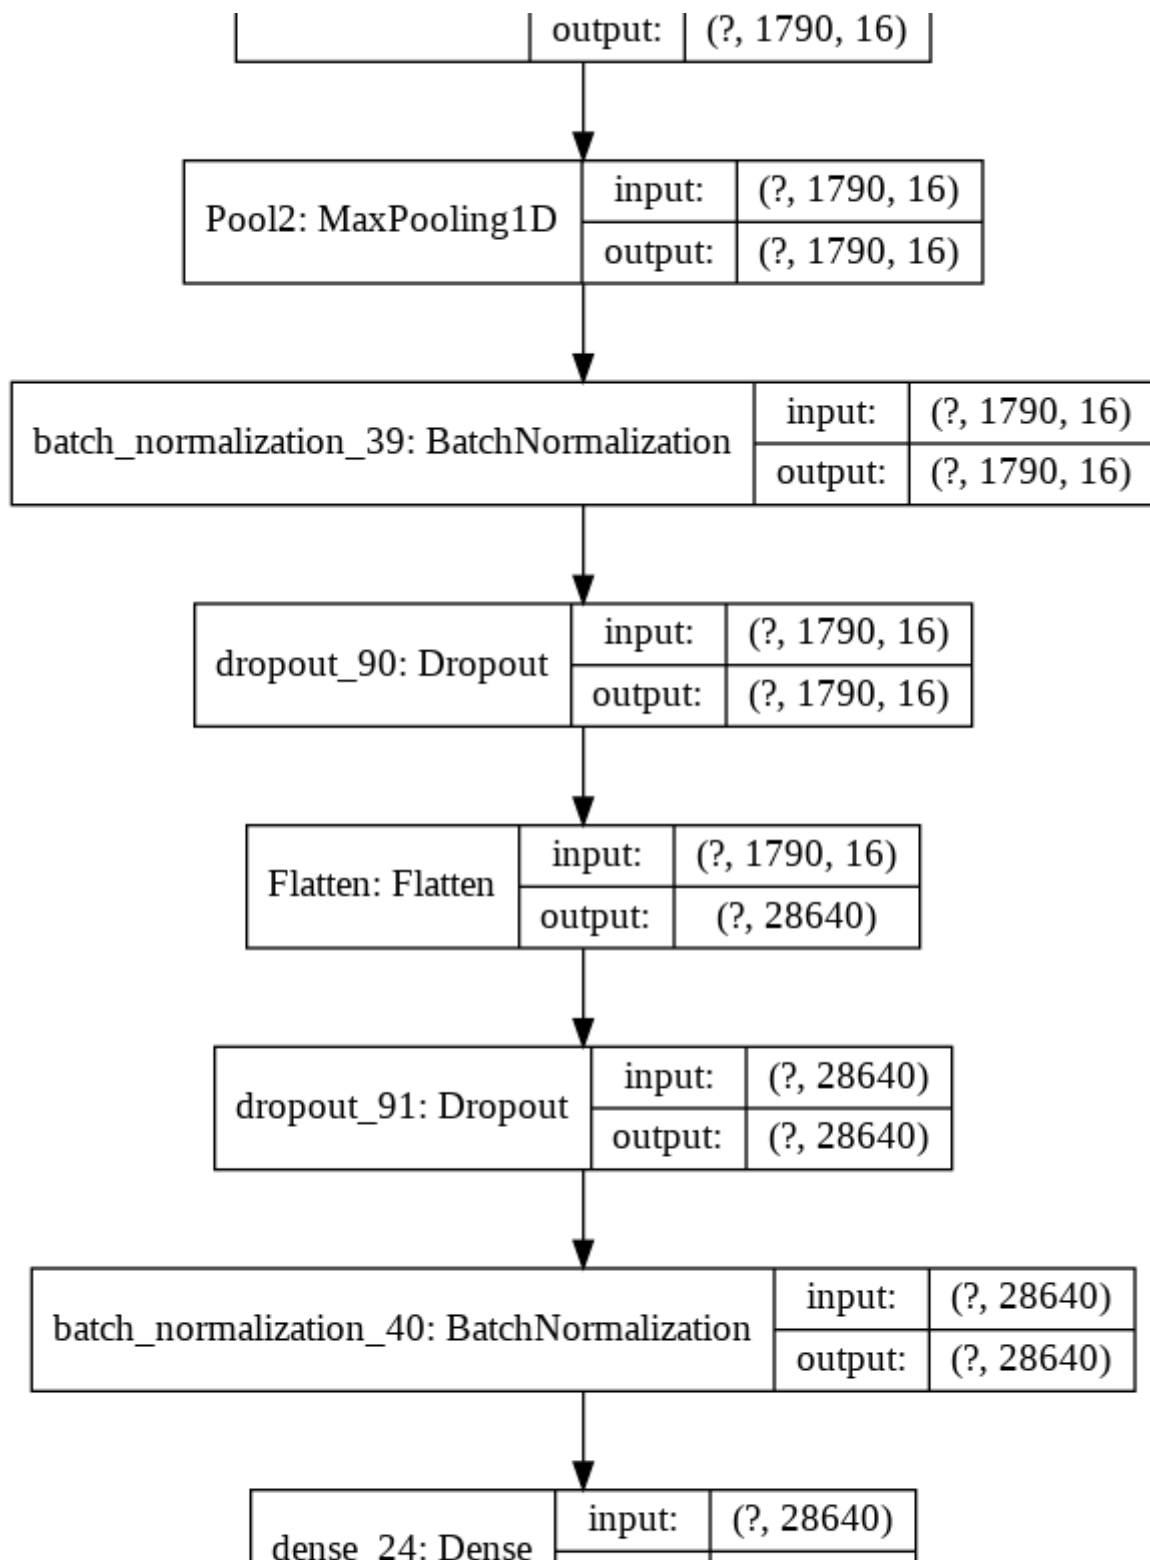 output: (?, 1790, 16)
Pool2: MaxPooling1D
input: (?, 1790, 16)
output: (?, 1790, 16)
batch_normalization_39: BatchNormalization
input: (?, 1790, 16)
output: (?, 1790, 16)
dropout_90: Dropout
input: (?, 1790, 16)
output: (?, 1790, 16)
Flatten: Flatten
input: (?, 1790, 16)
output: (?, 28640)
dropout_91: Dropout
input: (?, 28640)
output: (?, 28640)
batch_normalization_40: BatchNormalization
input: (?, 28640)
output: (?, 28640)
dense_24: Dense
input: (?, 28640)